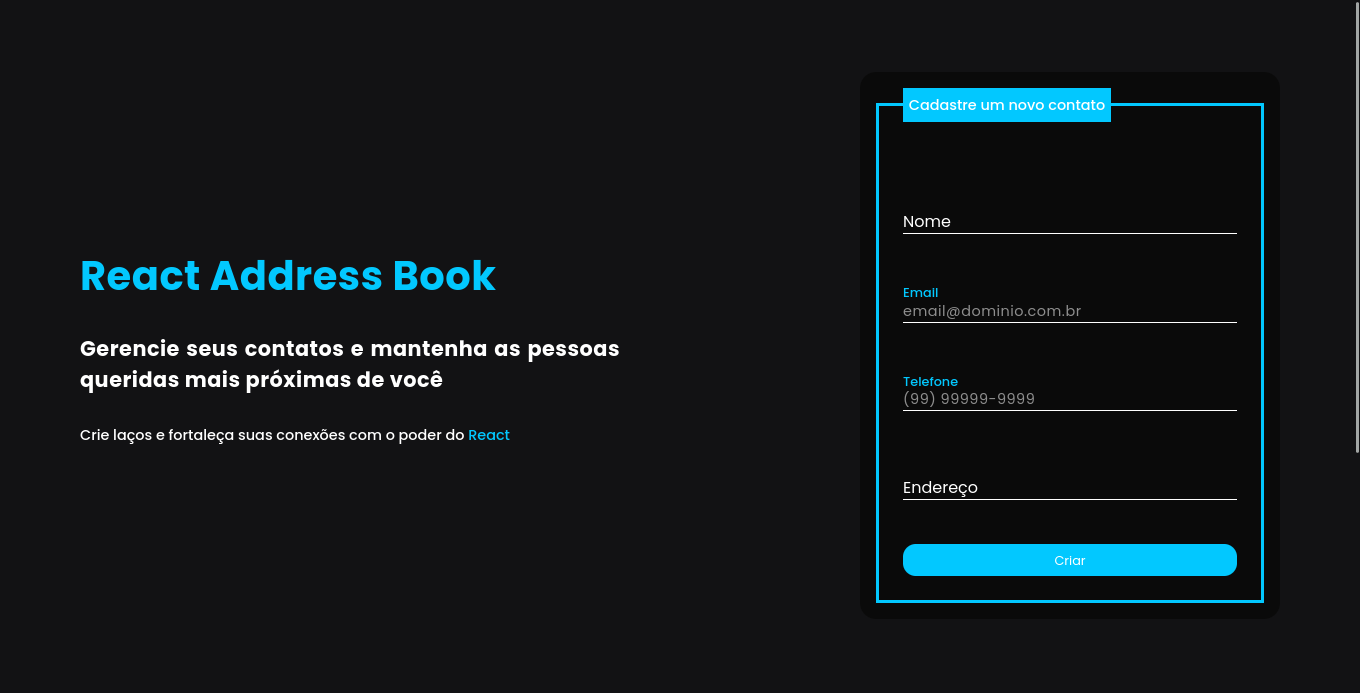 React Address Book
Gerencie seus contatos e mantenha as pessoas
queridas mais próximas de você
Crie laços e fortaleça suas conexões com o poder do React
Cadastre um novo contato
Nome
Email
email@dominio.com.br
Telefone
(99) 99999-9999
Endereço
Criar